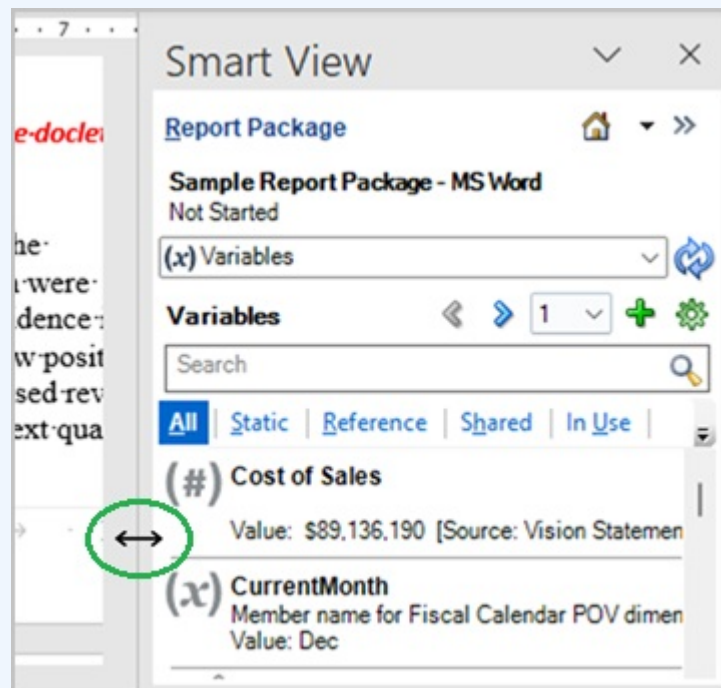 7
Smart View
Report Package
Sample Report Package - MS Word
Not Started
(x) Variables
Variables
1
Search
All Static Reference Shared In Use
(#) Cost of Sales
Value: $89,136,190 [Source: Vision Statemen
(x) CurrentMonth
Member name for Fiscal Calendar POV dimen
Value: Dec
e-docle
he
were
dence
w posit
sed rev
ext qua